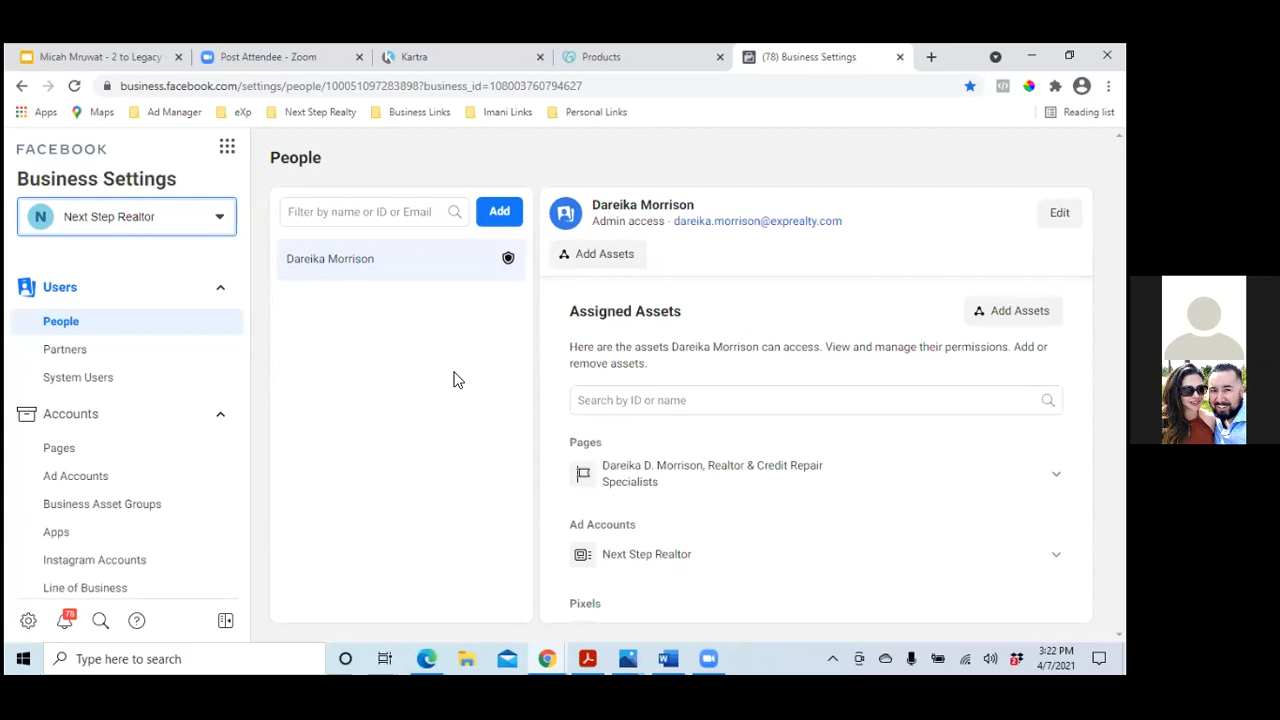 Micah Mruwat - 2 to Legacy
Post Attendee - Zoom
Kartra
Products
(78) Business Settings
business.facebook.com/settings/people/100051097283898?business_id=108003760794627
Apps
Maps
Ad Manager
eXp
Next Step Realty
Business Links
Imani Links
Personal Links
Reading list
FACEBOOK
Business Settings
N Next Step Realtor
Users
People
Partners
System Users
Accounts
Pages
Ad Accounts
Business Asset Groups
Apps
Instagram Accounts
Line of Business
78
People
Filter by name or ID or Email
Add
Dareika Morrison
Dareika Morrison
Admin access · dareika.morrison@exprealty.com
Edit
Add Assets
Assigned Assets
Add Assets
Here are the assets Dareika Morrison can access. View and manage their permissions. Add or
remove assets.
Search by ID or name
Pages
Dareika D. Morrison, Realtor & Credit Repair
Specialists
Ad Accounts
Next Step Realtor
Pixels
Type here to search
2
3:22 PM
4/7/2021